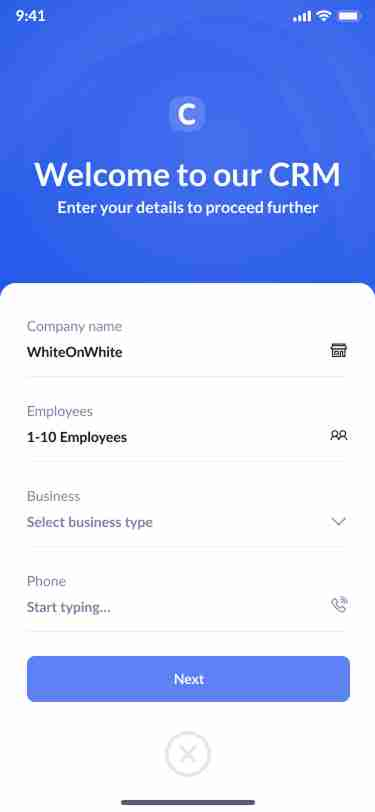 9:41
C
Welcome to our CRM
Enter your details to proceed further
Company name
WhiteOnWhite
Employees
1-10 Employees
Business
Select business type
Phone
Start typing...
Next